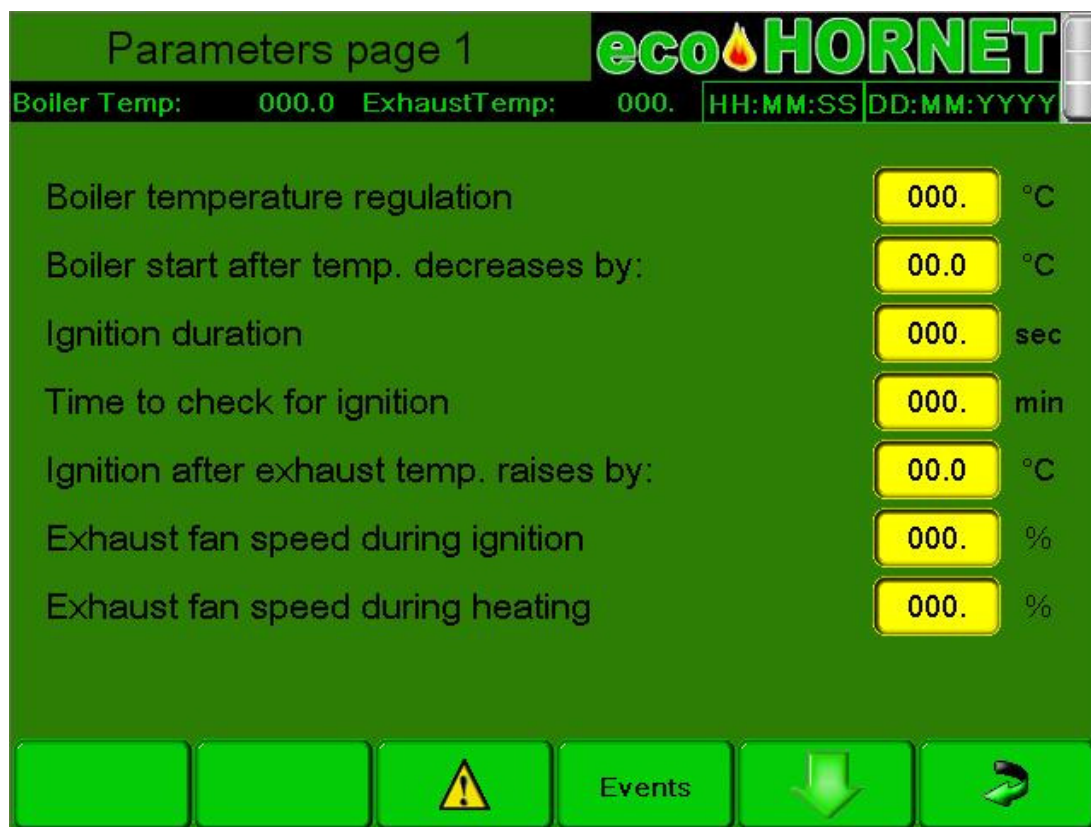 Parameters page 1 ecoHORNET
Boiler Temp: 000.0 ExhaustTemp: 000. HH:MM:SS DD:MM:YYYY
Boiler temperature regulation 000. °C
Boiler start after temp. decreases by: 00.0 °C
Ignition duration 000. sec
Time to check for ignition 000. min
Ignition after exhaust temp. raises by: 00.0 °C
Exhaust fan speed during ignition 000. %
Exhaust fan speed during heating 000. %
Events